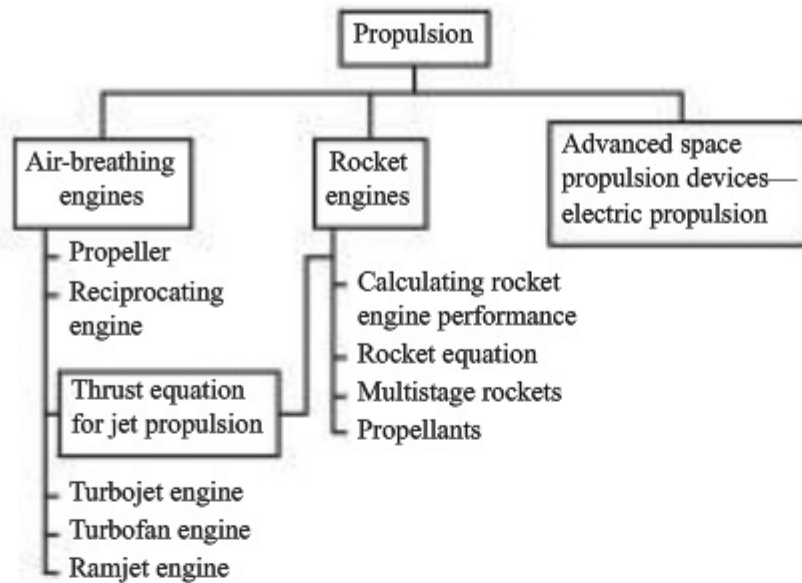 Propulsion
Air-breathing
engines
Rocket
engines
Advanced space
propulsion devices—
electric propulsion
Propeller
Reciprocating
engine
Thrust equation
for jet propulsion
Turbojet engine
Turbofan engine
Ramjet engine
Calculating rocket
engine performance
Rocket equation
Multistage rockets
Propellants